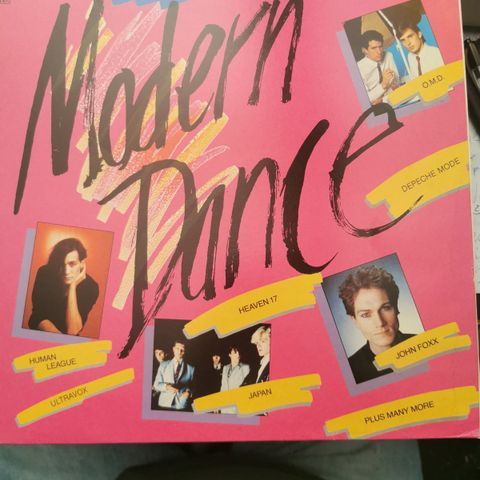 Modern
Dance
O.M.D.
DEPECHE MODE
HEAVEN 17
HUMAN
LEAGUE
ULTRAVOX
JAPAN
JOHN FOXX
PLUS MANY MORE